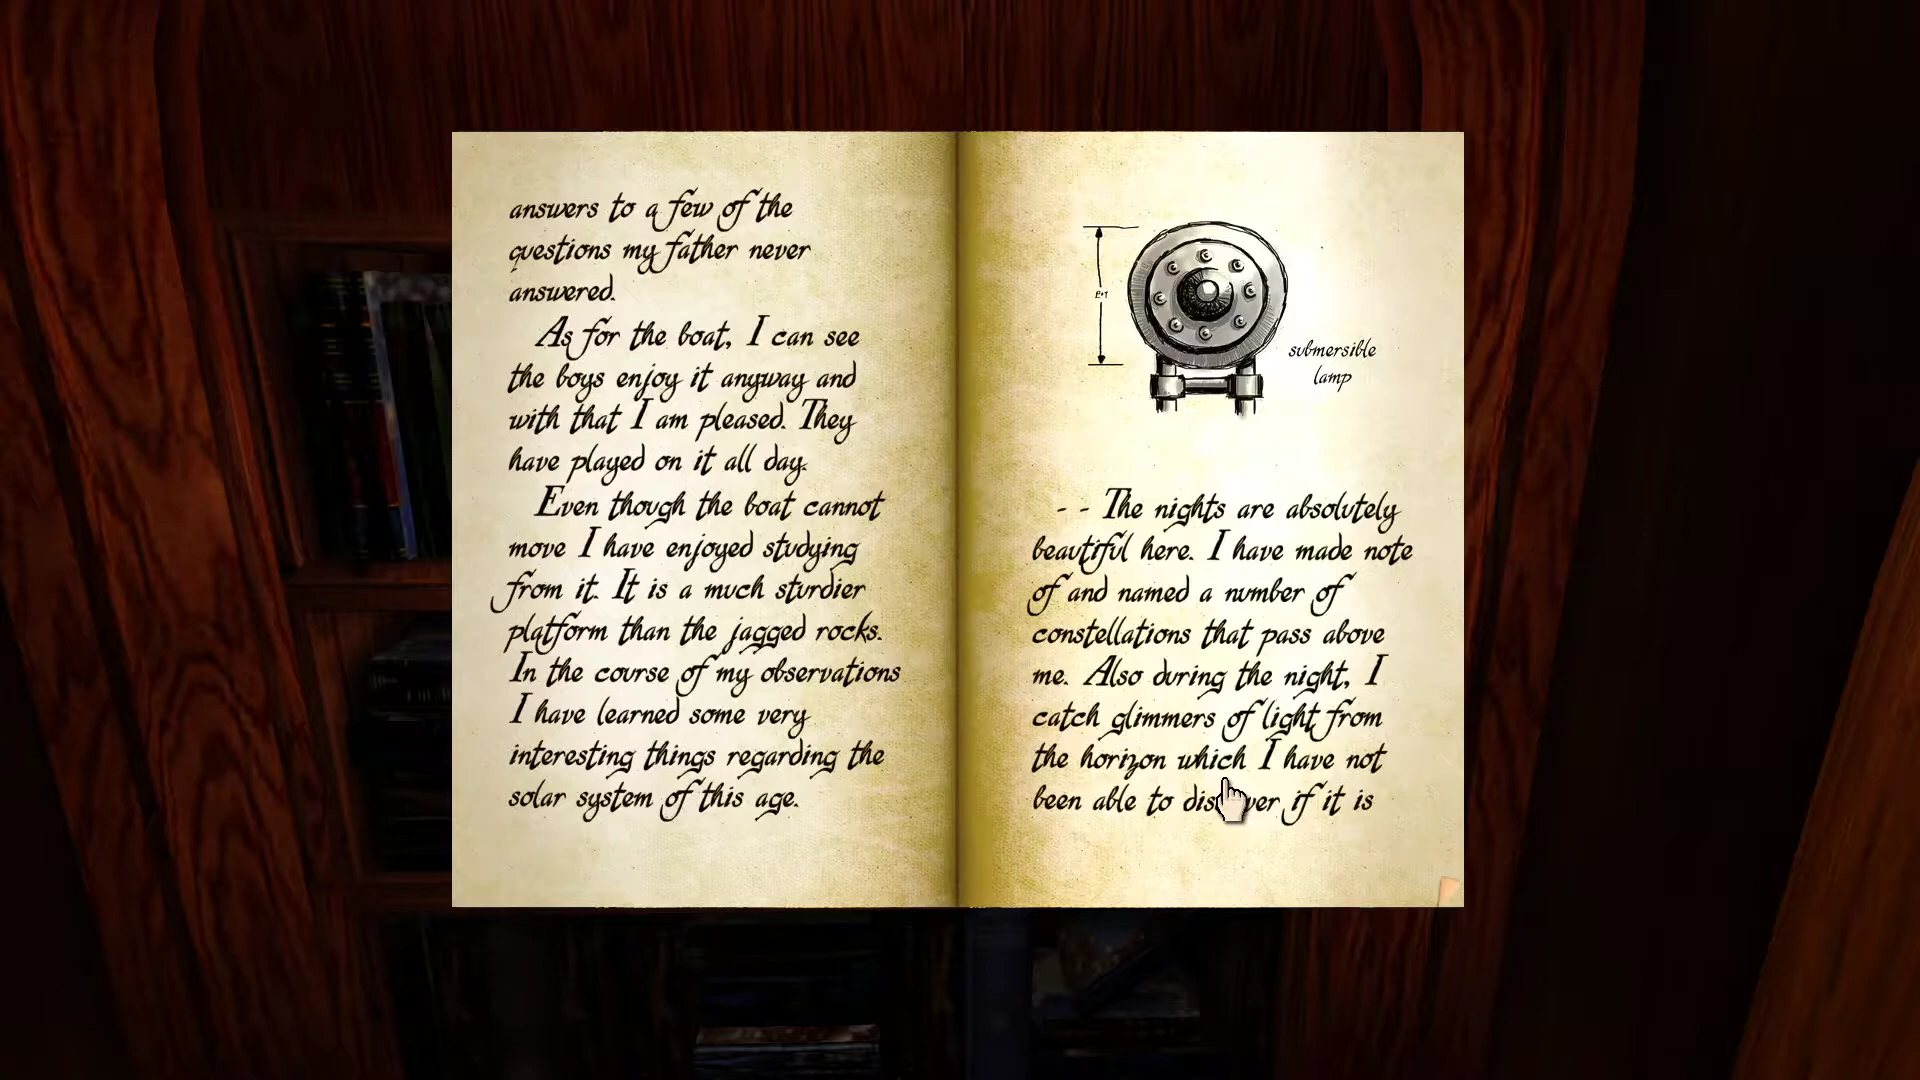 answers to a few of the
questions my father never
answered.
As for the boat, I can see
the boys enjoy it anyway and
with that I am pleased. They
have played on it all day.
Even though the boat cannot
move I have enjoyed studying
from it. It is a much sturdier
platform than the jagged rocks.
In the course of my observations
I have learned some very
interesting things regarding the
solar system of this age.
submersible
lamp
- - The nights are absolutely
beautiful here. I have made note
of and named a number of
constellations that pass above
me. Also during the night, I
catch glimmers of light from
the horizon which I have not
been able to discover if it is